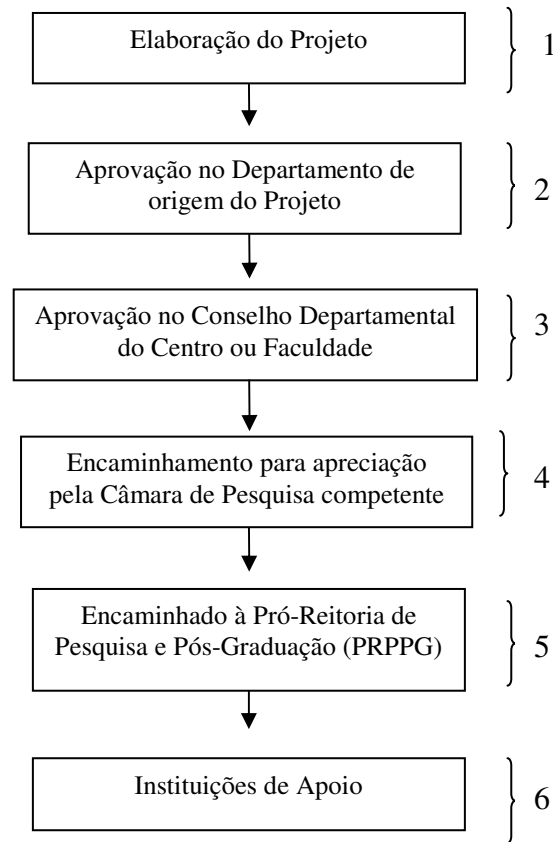 Elaboração do Projeto
1
Aprovação no Departamento de
origem do Projeto
2
Aprovação no Conselho Departamental
do Centro ou Faculdade
3
Encaminhamento para apreciação
pela Câmara de Pesquisa competente
4
Encaminhado à Pró-Reitoria de
Pesquisa e Pós-Graduação (PRPPG)
5
Instituições de Apoio
6